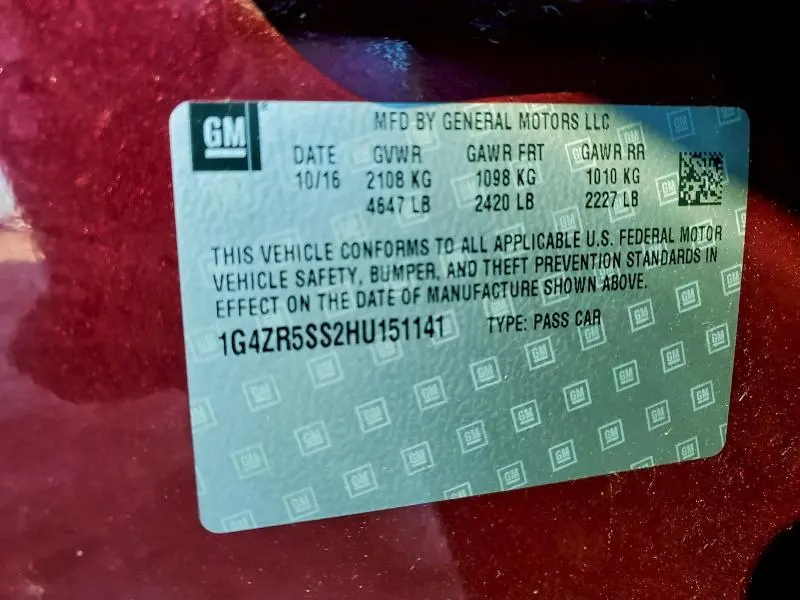 GM
MFD BY GENERAL MOTORS LLC
DATE GVWR GAWR FRT GAWR RR
10/16 2108 KG 1098 KG 1010 KG
4647 LB 2420 LB 2227 LB
THIS VEHICLE CONFORMS TO ALL APPLICABLE U.S. FEDERAL MOTOR
VEHICLE SAFETY, BUMPER, AND THEFT PREVENTION STANDARDS IN
EFFECT ON THE DATE OF MANUFACTURE SHOWN ABOVE.
1G4ZR5SS2HU151141 TYPE: PASS CAR